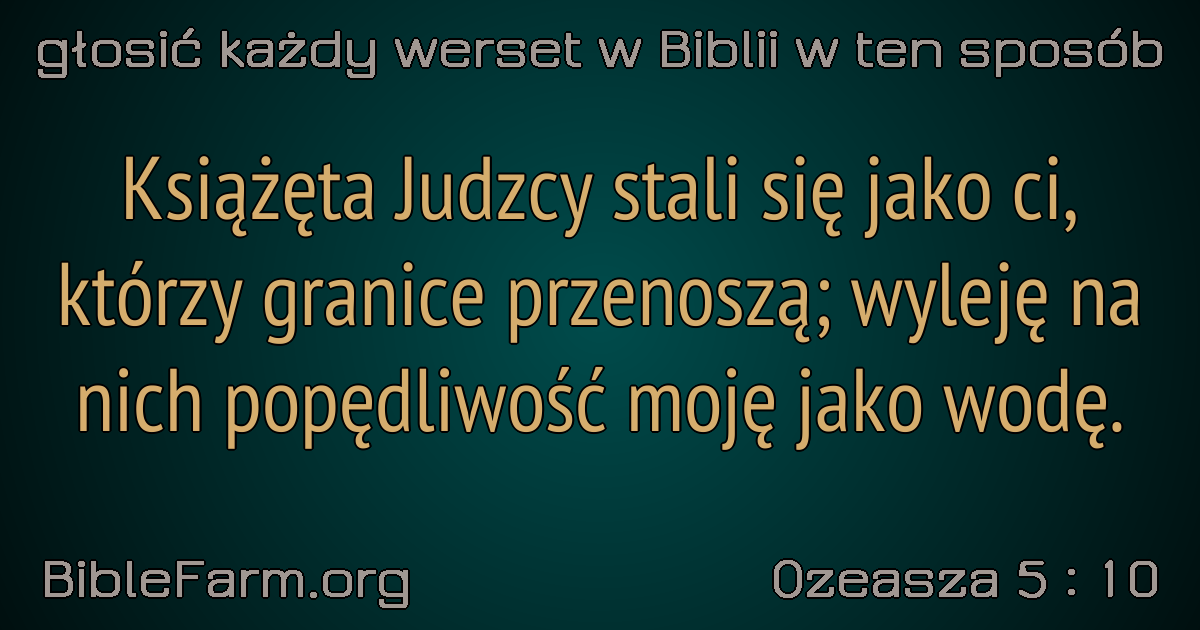 głosić każdy werset w Biblii w ten sposób
Książęta Judzcy stali się jako ci,
którzy granice przenoszą; wyleję na
nich popędliwość moję jako wodę.
BibleFarm.org
Ozeasza 5 : 10